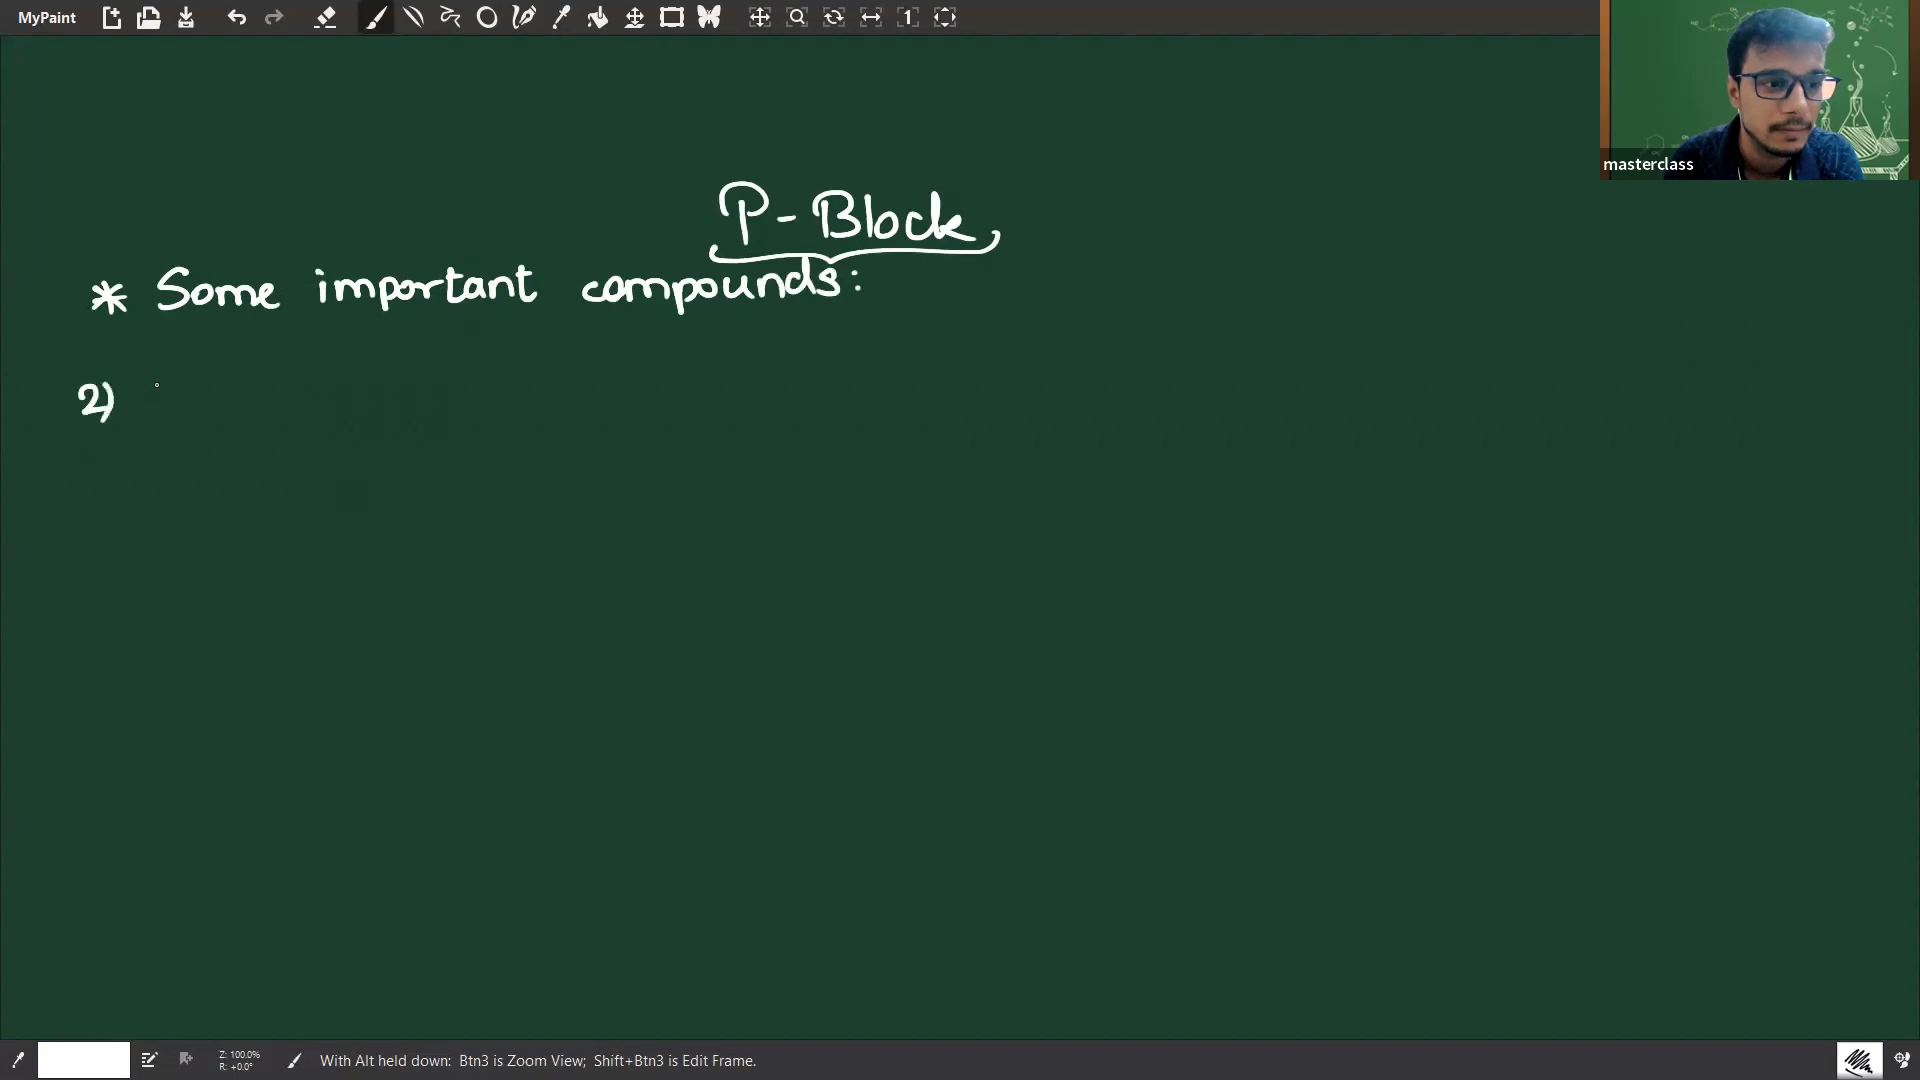 MyPaint
masterclass
P-Block
* Some important compounds:
2)
Z: 100.0%
R: +0.0°
With Alt held down: Btn3 is Zoom View; Shift+Btn3 is Edit Frame.